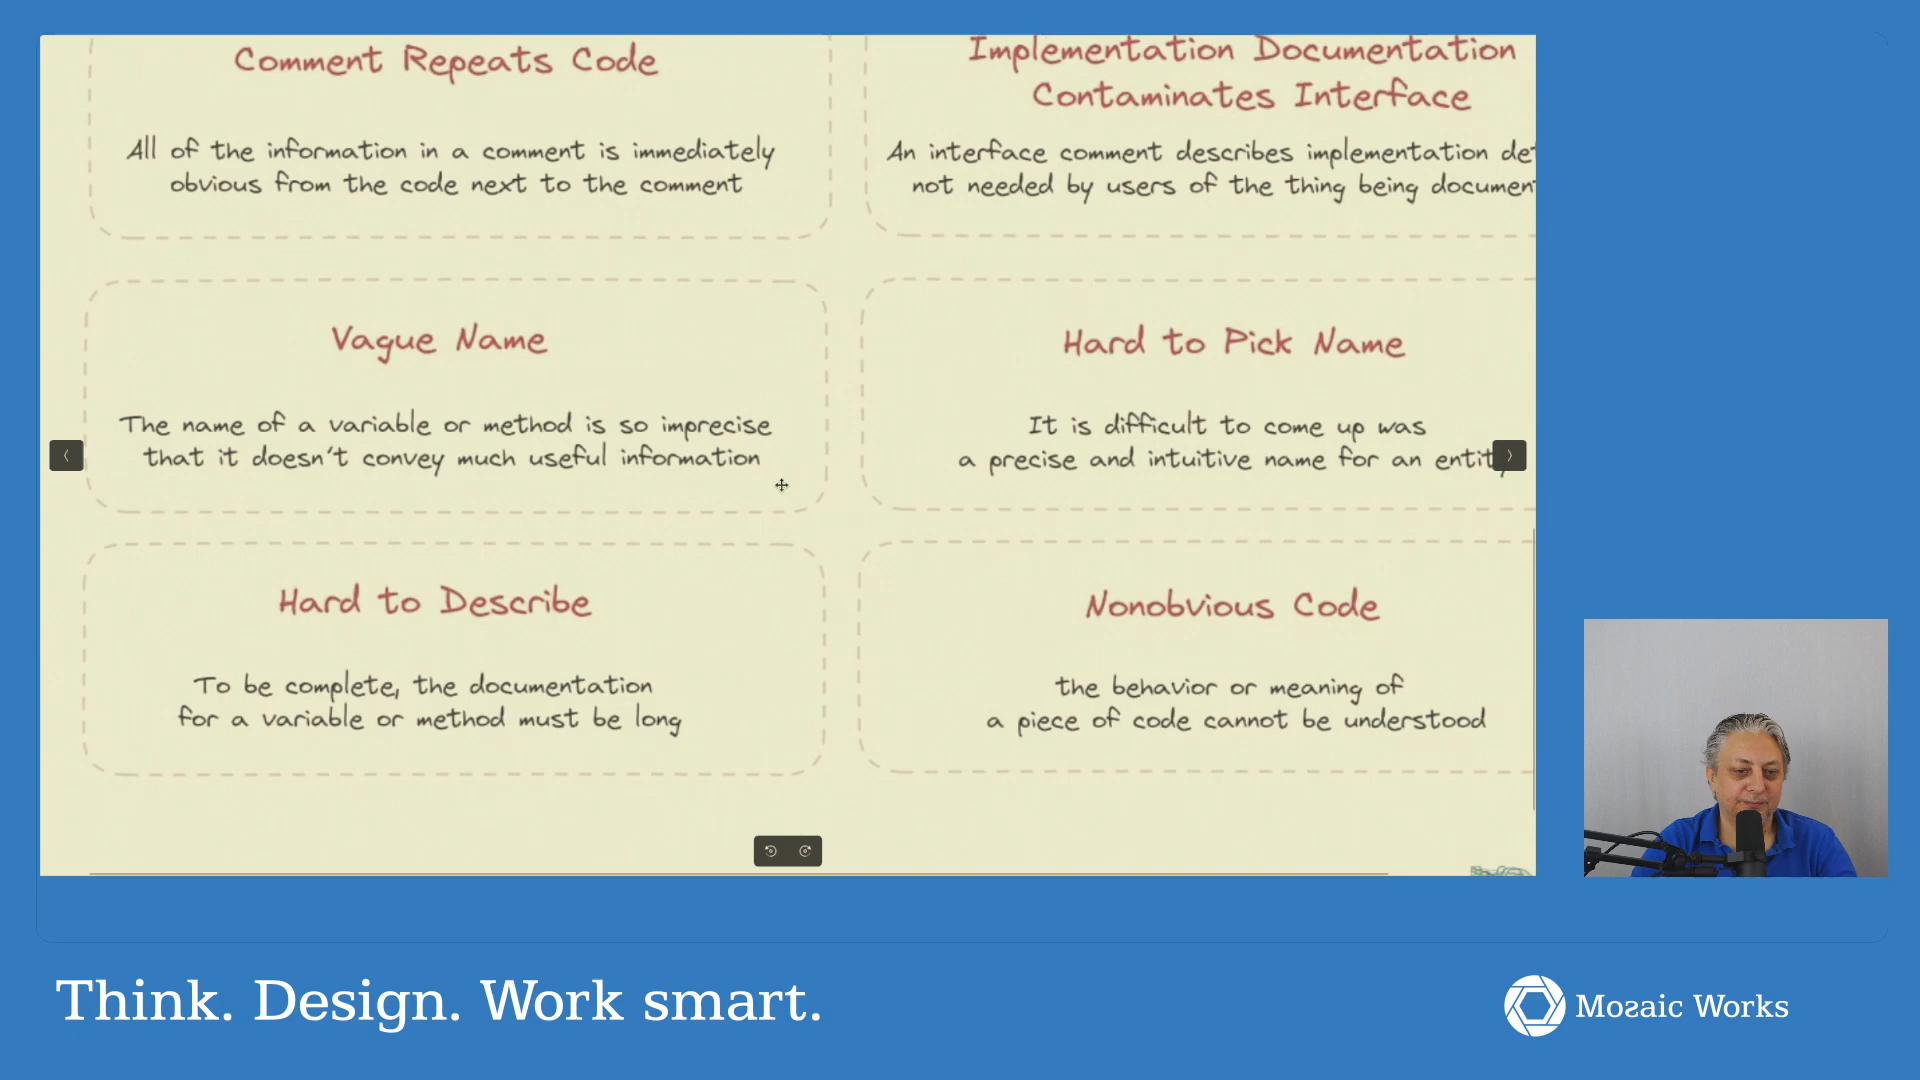 Comment Repeats Code
All of the information in a comment is immediately
obvious from the code next to the comment
Implementation Documentation
Contaminates Interface
An interface comment describes implementation det
not needed by users of the thing being document
Vague Name
The name of a variable or method is so imprecise
that it doesn't convey much useful information
Hard to Pick Name
It is difficult to come up was
a precise and intuitive name for an entity
Hard to Describe
To be complete, the documentation
for a variable or method must be long
Nonobvious Code
the behavior or meaning of
a piece of code cannot be understood
Think. Design. Work smart.
Mozaic Works